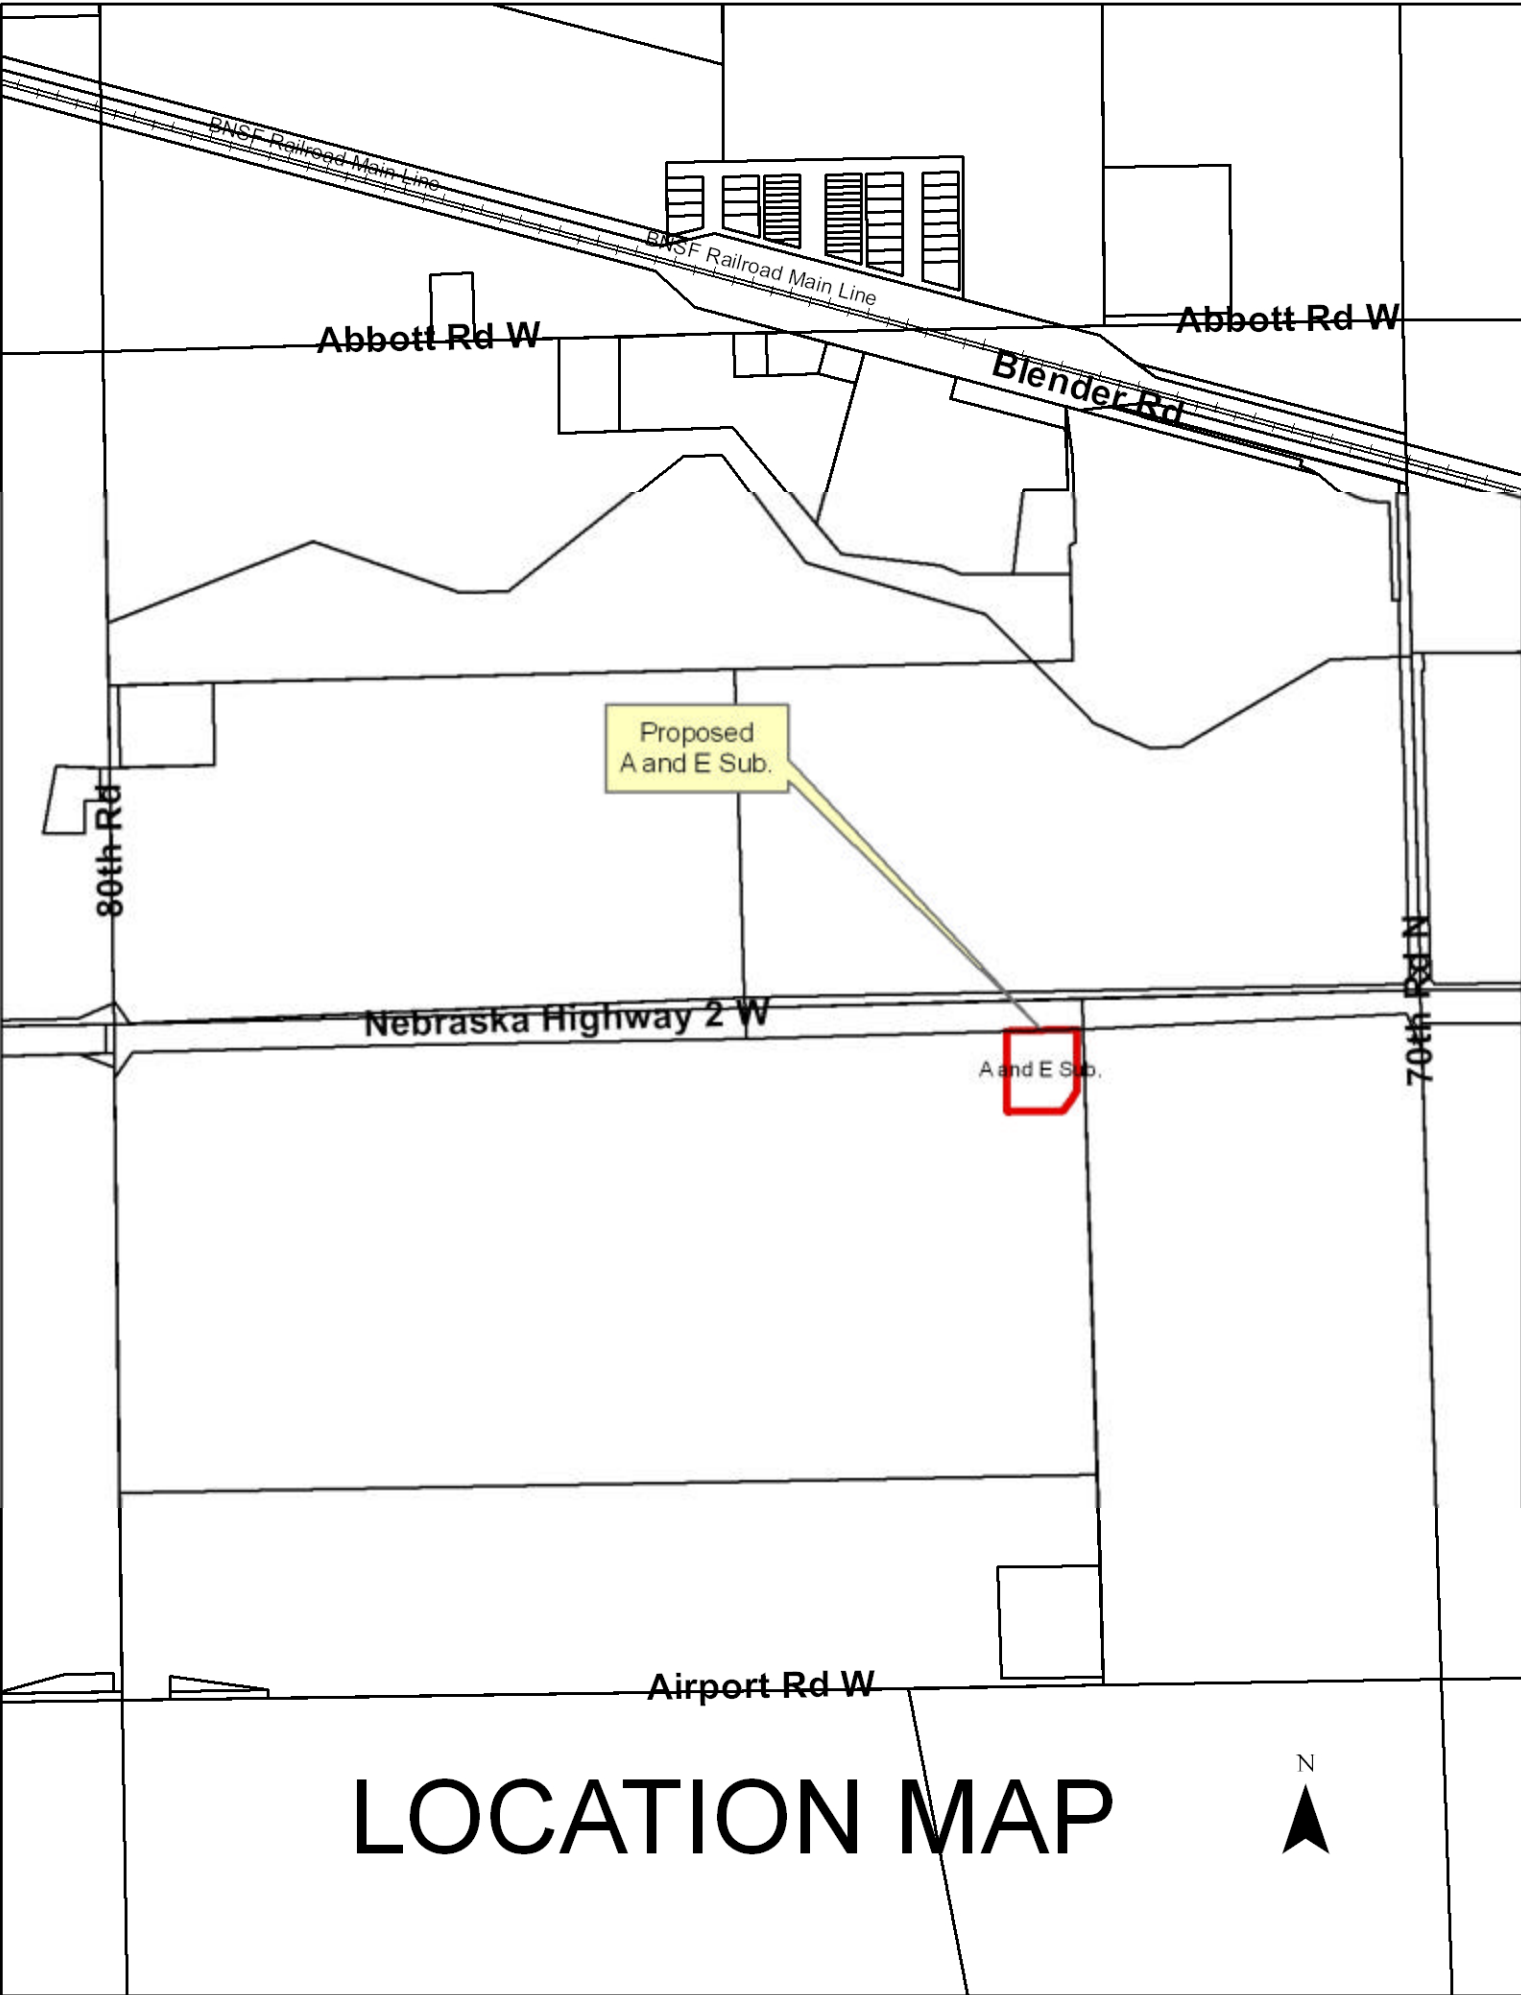 BNSF Railroad Main Line
BNSF Railroad Main Line
Abbott Rd W
Abbott Rd W
Blender Rd
Proposed
A and E Sub.
80th Rd
70th Rd N
Nebraska Highway 2 W
A and E Sub.
Airport Rd W
N
LOCATION MAP